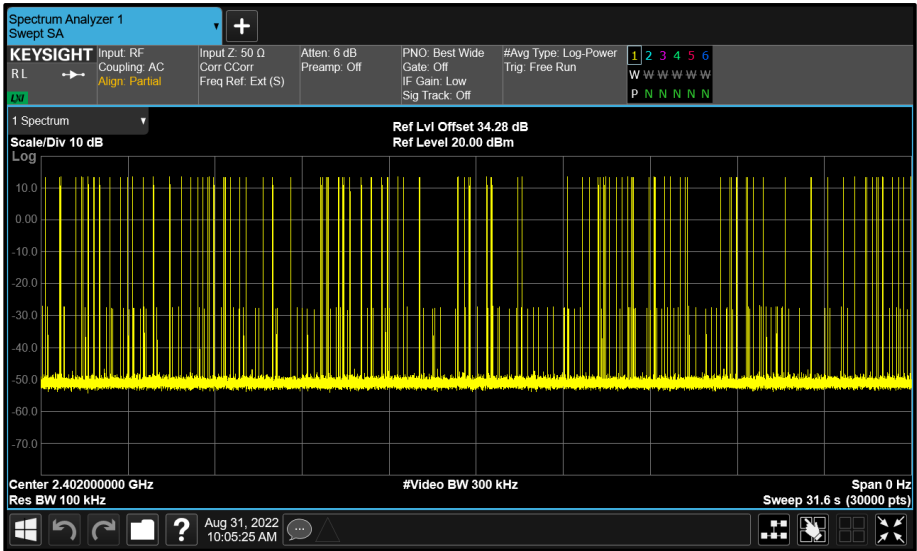 Spectrum Analyzer 1
Swept SA
+
KEYSIGHT
RL
LXI
Input: RF
Coupling: AC
Align: Partial
Input Z: 50 Ω
Corr CCorr
Freq Ref: Ext (S)
Atten: 6 dB
Preamp: Off
PNO: Best Wide
Gate: Off
IF Gain: Low
Sig Track: Off
#Avg Type: Log-Power
Trig: Free Run
1 2 3 4 5 6
W W W W W W
P N N N N N
1 Spectrum
Scale/Div 10 dB
Ref Lvl Offset 34.28 dB
Ref Level 20.00 dBm
Log
10.0
0.00
-10.0
-20.0
-30.0
-40.0
-50.0
-60.0
-70.0
Center 2.402000000 GHz
#Video BW 300 kHz
Span 0 Hz
Res BW 100 kHz
Sweep 31.6 s (30000 pts)
?
Aug 31, 2022
10:05:25 AM